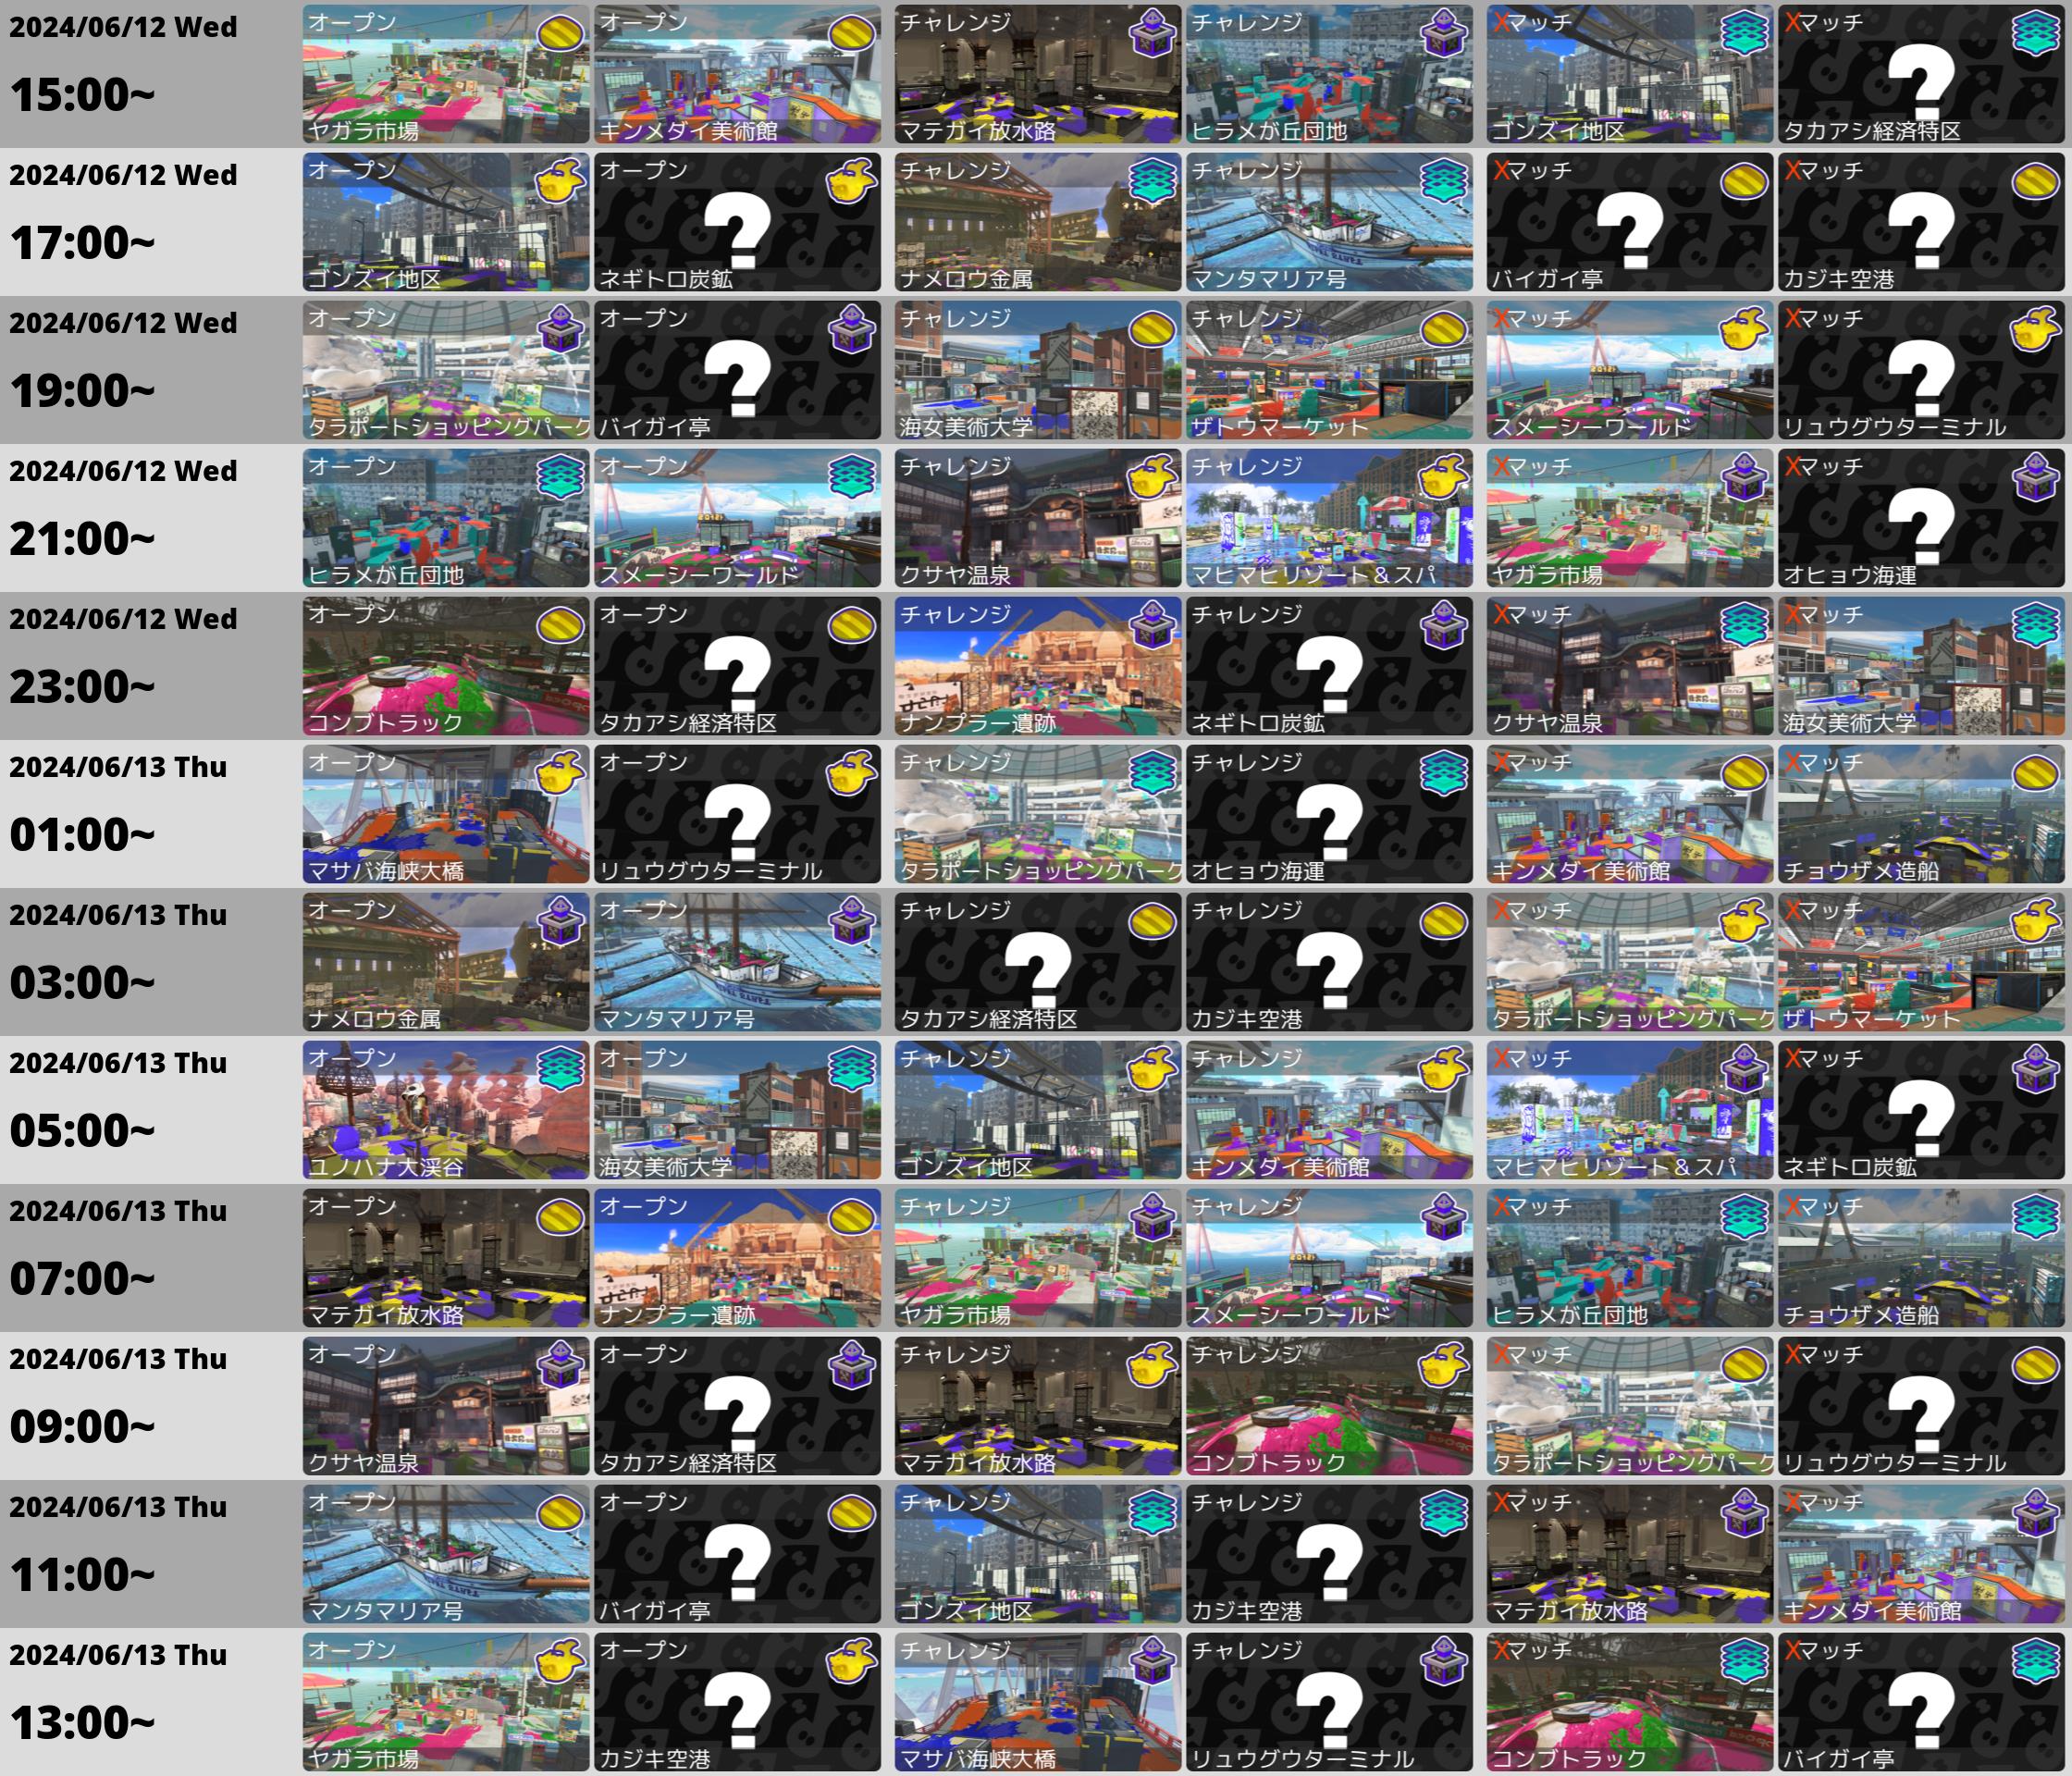 2024/06/12 Wed
15:00~
オープン
ヤガラ市場
オープン
キンメダイ美術館
チャレンジ
マテガイ放水路
チャレンジ
ヒラメが丘団地
Xマッチ
ゴンズイ地区
Xマッチ
タカアシ経済特区
2024/06/12 Wed
17:00~
オープン
ゴンズイ地区
オープン
ネギトロ炭鉱
チャレンジ
ナメロウ金属
チャレンジ
マンタマリア号
Xマッチ
バイガイ亭
Xマッチ
カジキ空港
2024/06/12 Wed
19:00~
オープン
タラポートショッピングパーク
オープン
バイガイ亭
チャレンジ
海女美術大学
チャレンジ
ザトウマーケット
Xマッチ
スメーシーワールド
Xマッチ
リュウグウターミナル
2024/06/12 Wed
21:00~
オープン
ヒラメが丘団地
オープン
スメーシーワールド
チャレンジ
クサヤ温泉
チャレンジ
マヒマヒリゾート＆スパ
Xマッチ
ヤガラ市場
Xマッチ
オヒョウ海運
2024/06/12 Wed
23:00~
オープン
コンブトラック
オープン
タカアシ経済特区
チャレンジ
ナンプラー遺跡
チャレンジ
ネギトロ炭鉱
Xマッチ
クサヤ温泉
Xマッチ
海女美術大学
2024/06/13 Thu
01:00~
オープン
マサバ海峡大橋
オープン
リュウグウターミナル
チャレンジ
タラポートショッピングパーク
チャレンジ
オヒョウ海運
Xマッチ
キンメダイ美術館
Xマッチ
チョウザメ造船
2024/06/13 Thu
03:00~
オープン
ナメロウ金属
オープン
マンタマリア号
チャレンジ
タカアシ経済特区
チャレンジ
カジキ空港
Xマッチ
タラポートショッピングパーク
Xマッチ
ザトウマーケット
2024/06/13 Thu
05:00~
オープン
ユノハナ大渓谷
オープン
海女美術大学
チャレンジ
ゴンズイ地区
チャレンジ
キンメダイ美術館
Xマッチ
マヒマヒリゾート＆スパ
Xマッチ
ネギトロ炭鉱
2024/06/13 Thu
07:00~
オープン
マテガイ放水路
オープン
ナンプラー遺跡
チャレンジ
ヤガラ市場
チャレンジ
スメーシーワールド
Xマッチ
ヒラメが丘団地
Xマッチ
チョウザメ造船
2024/06/13 Thu
09:00~
オープン
クサヤ温泉
オープン
タカアシ経済特区
チャレンジ
マテガイ放水路
チャレンジ
コンブトラック
Xマッチ
タラポートショッピングパーク
Xマッチ
リュウグウターミナル
2024/06/13 Thu
11:00~
オープン
マンタマリア号
オープン
バイガイ亭
チャレンジ
ゴンズイ地区
チャレンジ
カジキ空港
Xマッチ
マテガイ放水路
Xマッチ
キンメダイ美術館
2024/06/13 Thu
13:00~
オープン
ヤガラ市場
オープン
カジキ空港
チャレンジ
マサバ海峡大橋
チャレンジ
リュウグウターミナル
Xマッチ
コンブトラック
Xマッチ
バイガイ亭